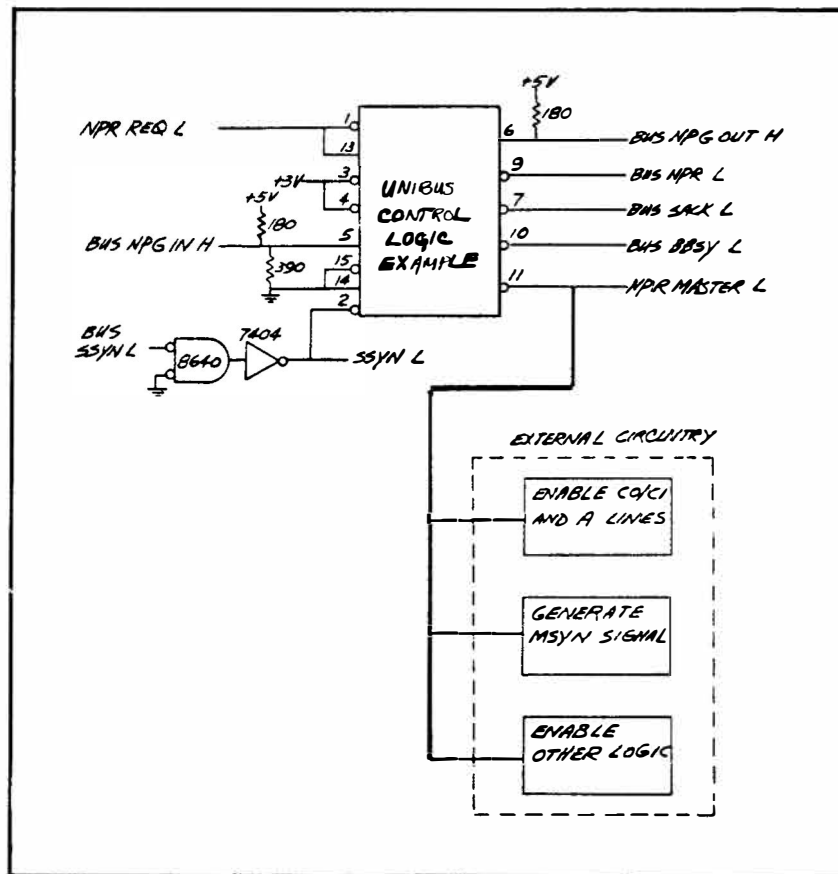 +5V
180
NPR REQ L
1
13
6
BUS NPG OUT H
9
BUS NPR L
+3V
3
4
UNIBUS
CONTROL
LOGIC
EXAMPLE
7
BUS SACK L
+5V
180
BUS NPG IN H
5
10
BUS BBSY L
390
15
14
11
NPR MASTER L
2
BUS
SSYN L
8640
7404
SSYN L
EXTERNAL CIRCUITRY
ENABLE C0/C1
AND A LINES
GENERATE
MSYN SIGNAL
ENABLE
OTHER LOGIC